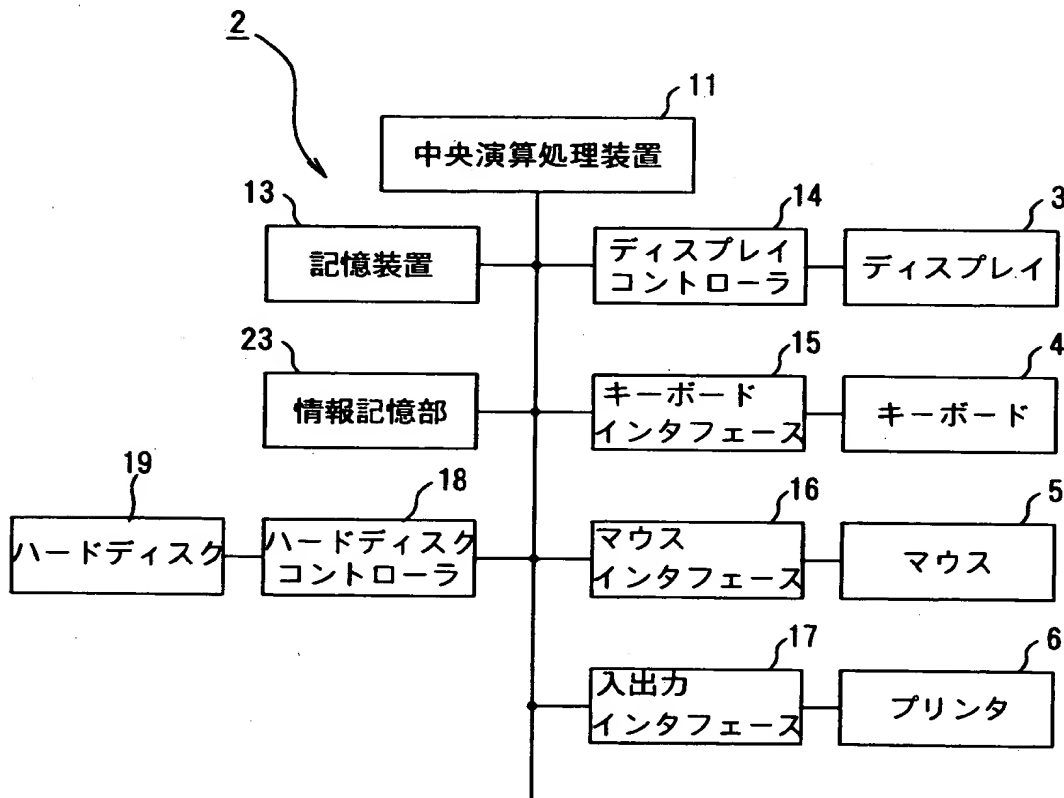 2
11
中央演算処理装置
13
記憶装置
14
ディスプレイ
コントローラ
3
ディスプレイ
23
情報記憶部
15
キーボード
インタフェース
4
キーボード
19
ハードディスク
18
ハードディスク
コントローラ
16
マウス
インタフェース
5
マウス
17
入出力
インタフェース
6
プリンタ